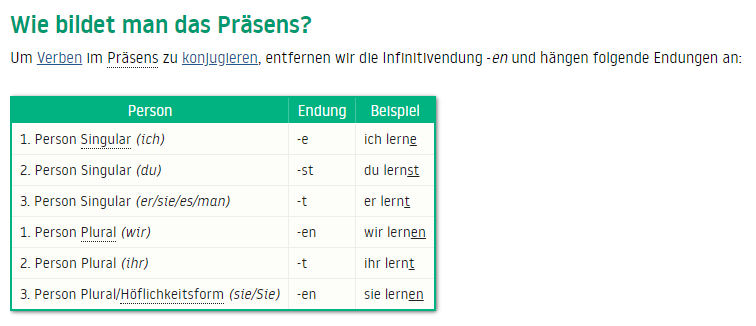 Wie bildet man das Präsens?
Um Verben im Präsens zu konjugieren, entfernen wir die Infinitivendung -en und hängen folgende Endungen an:
Person Endung Beispiel
1. Person Singular (ich) -e ich lerne
2. Person Singular (du) -st du lernst
3. Person Singular (er/sie/es/man) -t er lernt
1. Person Plural (wir) -en wir lernen
2. Person Plural (ihr) -t ihr lernt
3. Person Plural/Höflichkeitsform (sie/Sie) -en sie lernen